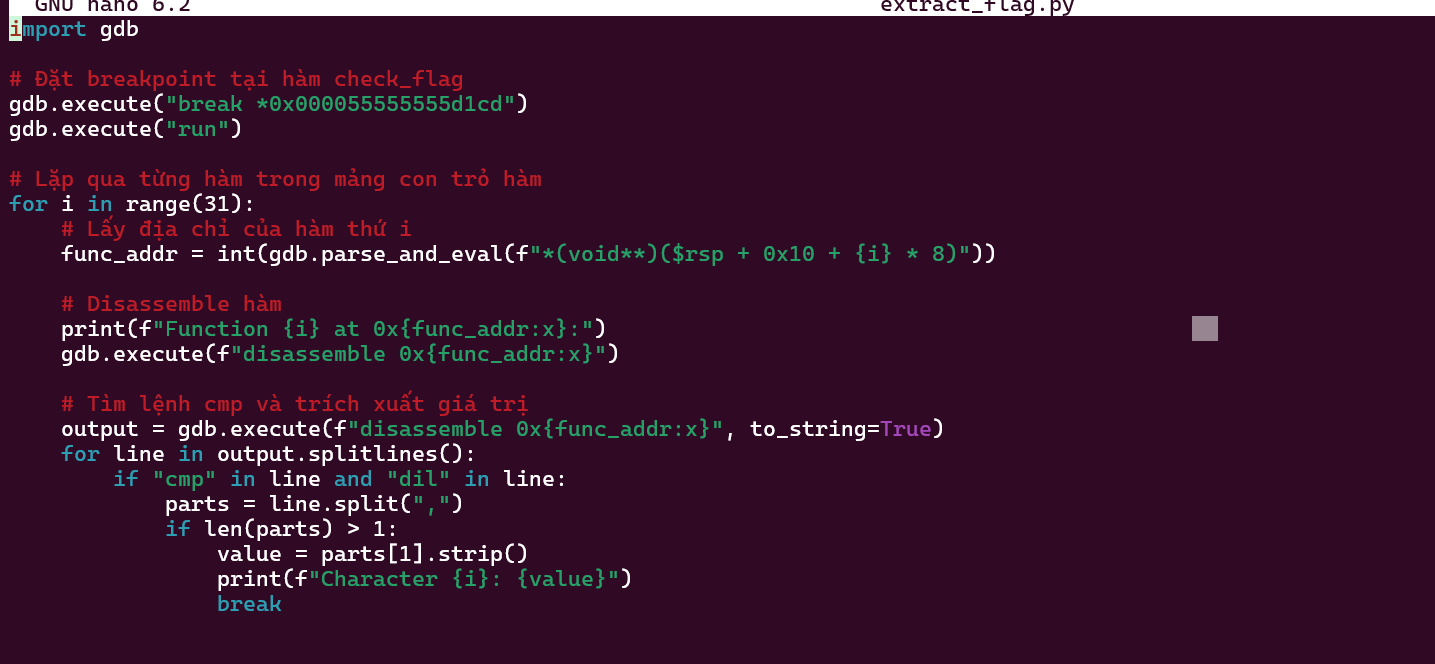 GNU nano 6.2 extract_flag.py
import gdb
# Đặt breakpoint tại hàm check_flag
gdb.execute("break *0x000055555555d1cd")
gdb.execute("run")
# Lặp qua từng hàm trong mảng con trỏ hàm
for i in range(31):
    # Lấy địa chỉ của hàm thứ i
    func_addr = int(gdb.parse_and_eval(f"*(void**)($rsp + 0x10 + {i} * 8)"))
    # Disassemble hàm
    print(f"Function {i} at 0x{func_addr:x}:")
    gdb.execute(f"disassemble 0x{func_addr:x}")
    # Tìm lệnh cmp và trích xuất giá trị
    output = gdb.execute(f"disassemble 0x{func_addr:x}", to_string=True)
    for line in output.splitlines():
        if "cmp" in line and "dil" in line:
            parts = line.split(",")
            if len(parts) > 1:
                value = parts[1].strip()
                print(f"Character {i}: {value}")
                break